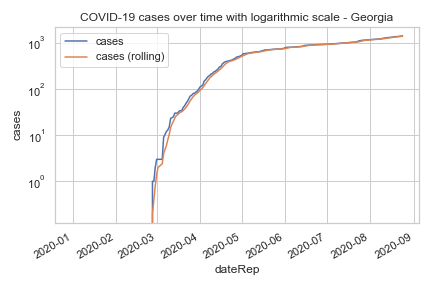 COVID-19 cases over time with logarithmic scale - Georgia
cases
cases (rolling)
10³
10²
10¹
10⁰
cases
2020-01
2020-02
2020-03
2020-04
2020-05
2020-06
2020-07
2020-08
2020-09
dateRep